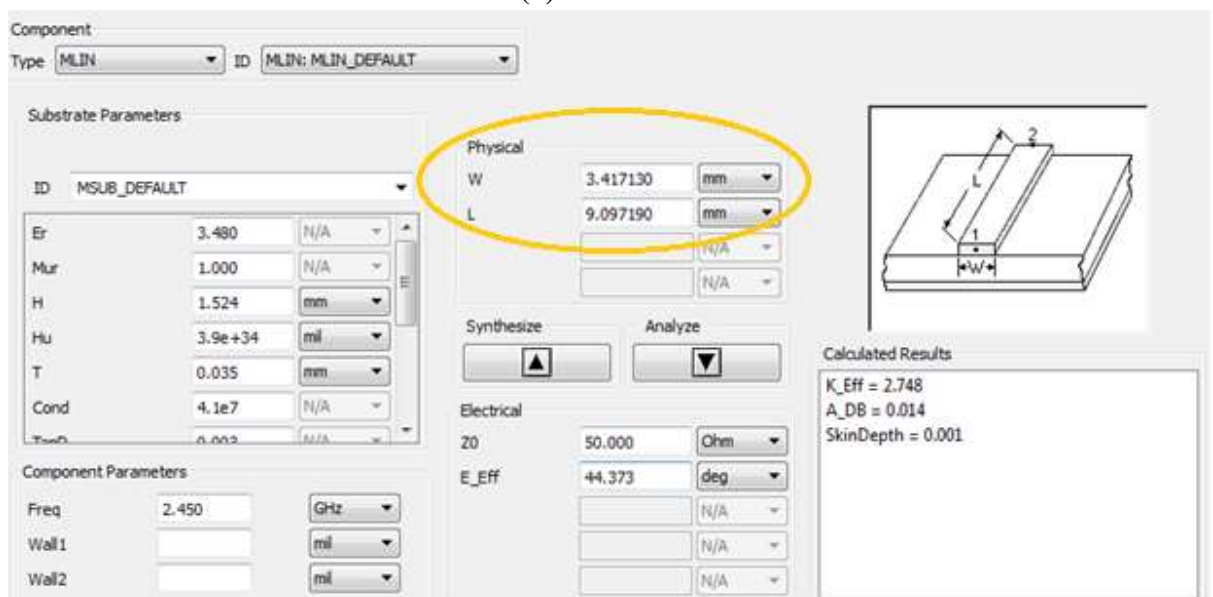 Component
Type MLIN ID MLIN: MLIN_DEFAULT
Substrate Parameters
ID MSUB_DEFAULT
Er 3.480 N/A
Mur 1.000 N/A
H 1.524 mm
Hu 3.9e+34 mil
T 0.035 mm
Cond 4.1e7 N/A
TanD 0.003 N/A
Component Parameters
Freq 2.450 GHz
Wall1 mil
Wall2 mil
Physical
W 3.417130 mm
L 9.097190 mm
N/A
N/A
Synthesize Analyze
Electrical
Z0 50.000 Ohm
E_Eff 44.373 deg
N/A
N/A
N/A
2
L
1
W
Calculated Results
K_Eff = 2.748
A_DB = 0.014
SkinDepth = 0.001